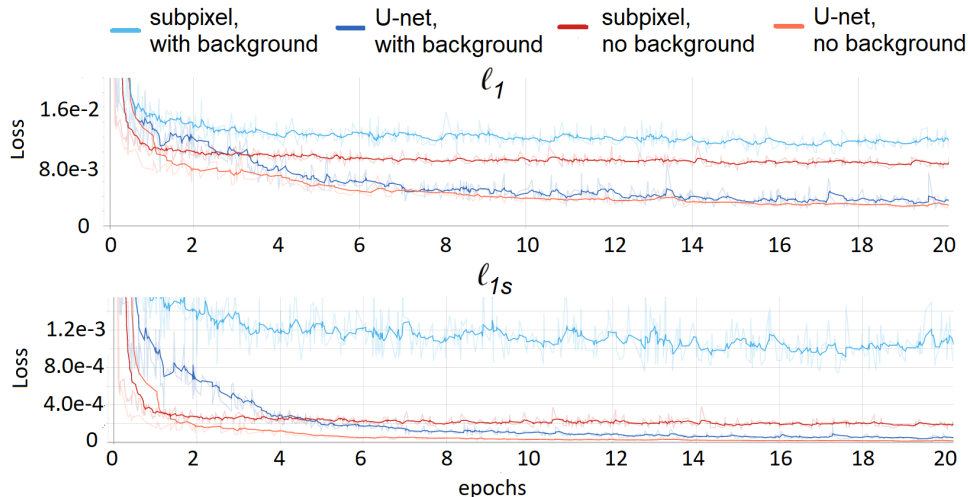 subpixel, with background
U-net, with background
subpixel, no background
U-net, no background
ℓ1
Loss
1.6e-2
8.0e-3
0
0 2 4 6 8 10 12 14 16 18 20
ℓ1s
Loss
1.2e-3
8.0e-4
4.0e-4
0
0 2 4 6 8 10 12 14 16 18 20
epochs